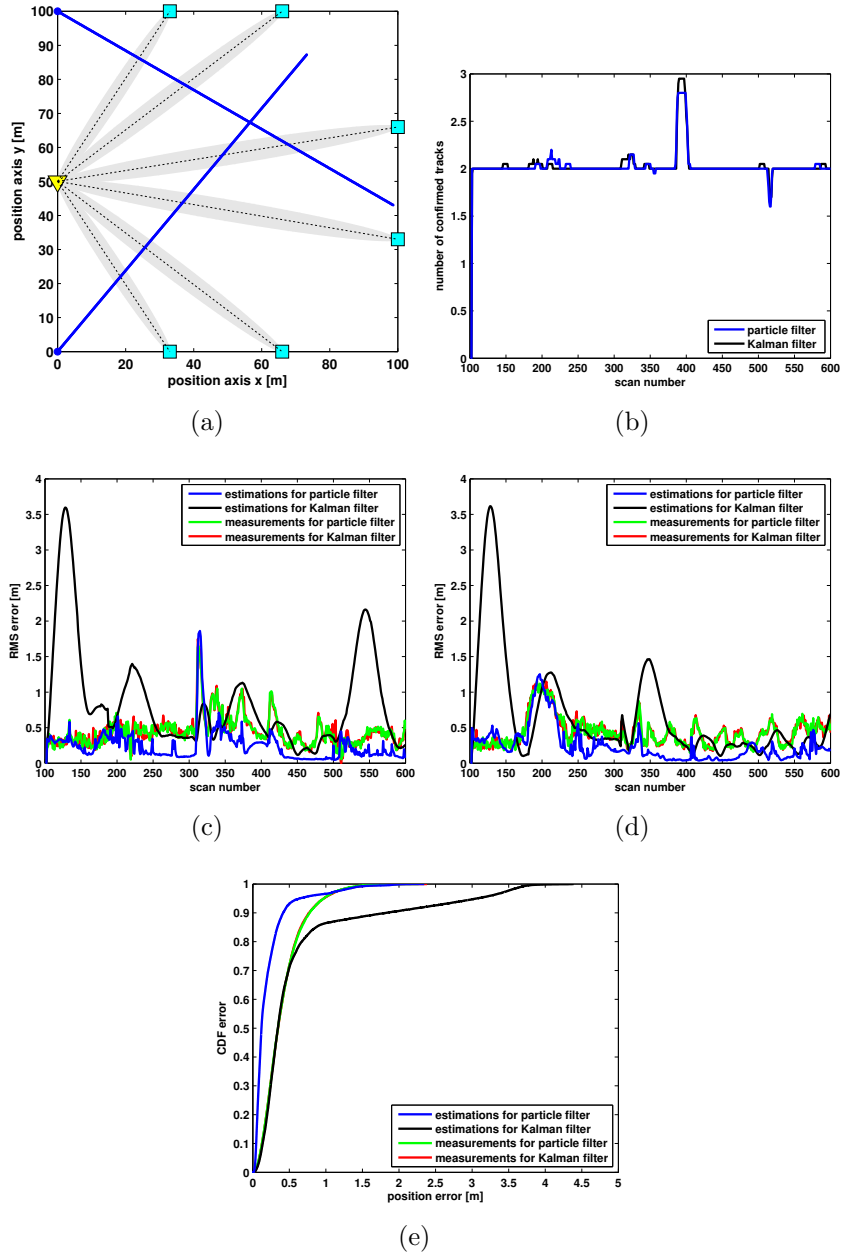 100
90
80
70
60
50
40
30
20
10
0
position axis y [m]
0 20 40 60 80 100
position axis x [m]
(a)
3
2.5
2
1.5
1
0.5
0
number of confirmed tracks
particle filter
Kalman filter
100 150 200 250 300 350 400 450 500 550 600
scan number
(b)
4
3.5
3
2.5
2
1.5
1
0.5
0
RMS error [m]
estimations for particle filter
estimations for Kalman filter
measurements for particle filter
measurements for Kalman filter
100 150 200 250 300 350 400 450 500 550 600
scan number
(c)
4
3.5
3
2.5
2
1.5
1
0.5
0
RMS error [m]
estimations for particle filter
estimations for Kalman filter
measurements for particle filter
measurements for Kalman filter
100 150 200 250 300 350 400 450 500 550 600
scan number
(d)
1
0.9
0.8
0.7
0.6
0.5
0.4
0.3
0.2
0.1
0
CDF error
estimations for particle filter
estimations for Kalman filter
measurements for particle filter
measurements for Kalman filter
0 0.5 1 1.5 2 2.5 3 3.5 4 4.5 5
position error [m]
(e)